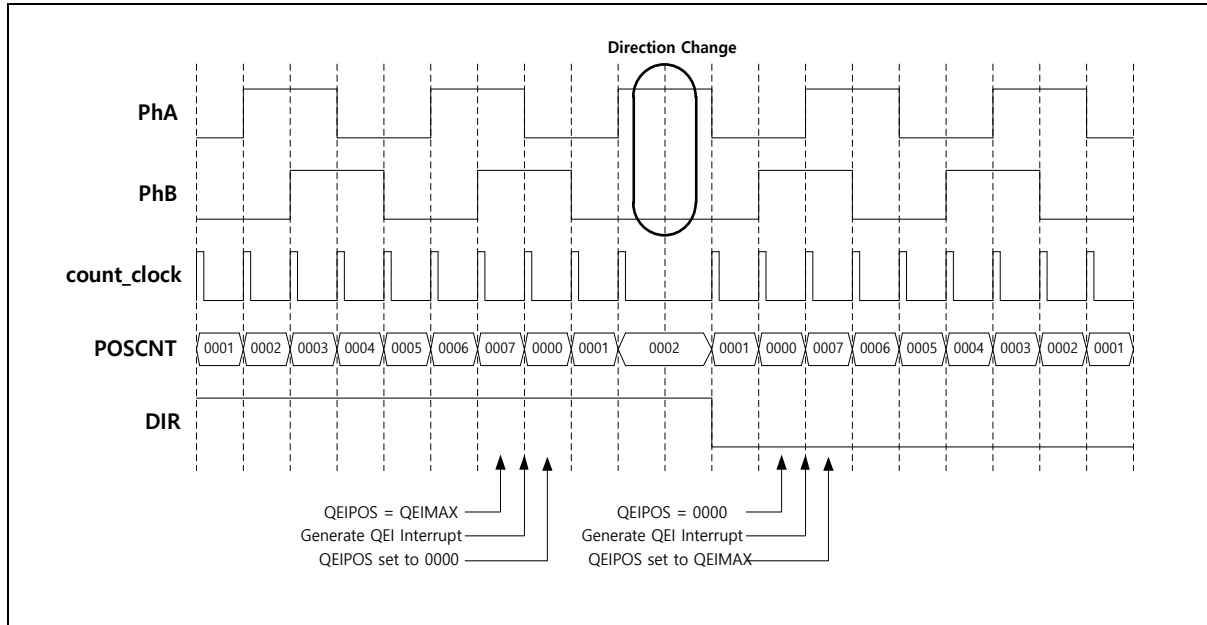 Direction Change
PhA
PhB
count_clock
POSCNT 0001 0002 0003 0004 0005 0006 0007 0000 0001 0002 0001 0000 0007 0006 0005 0004 0003 0002 0001
DIR
QEIPOS = QEIMAX QEIPOS = 0000
Generate QEI Interrupt Generate QEI Interrupt
QEIPOS set to 0000 QEIPOS set to QEIMAX